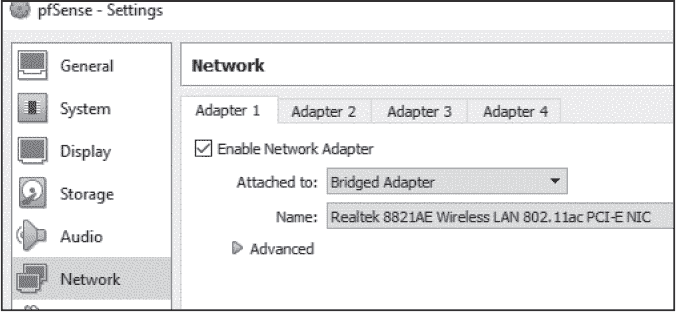 pfSense - Settings
General
System
Display
Storage
Audio
Network
Network
Adapter 1 Adapter 2 Adapter 3 Adapter 4
Enable Network Adapter
Attached to: Bridged Adapter
Name: Realtek 8821AE Wireless LAN 802.11ac PCI-E NIC
Advanced